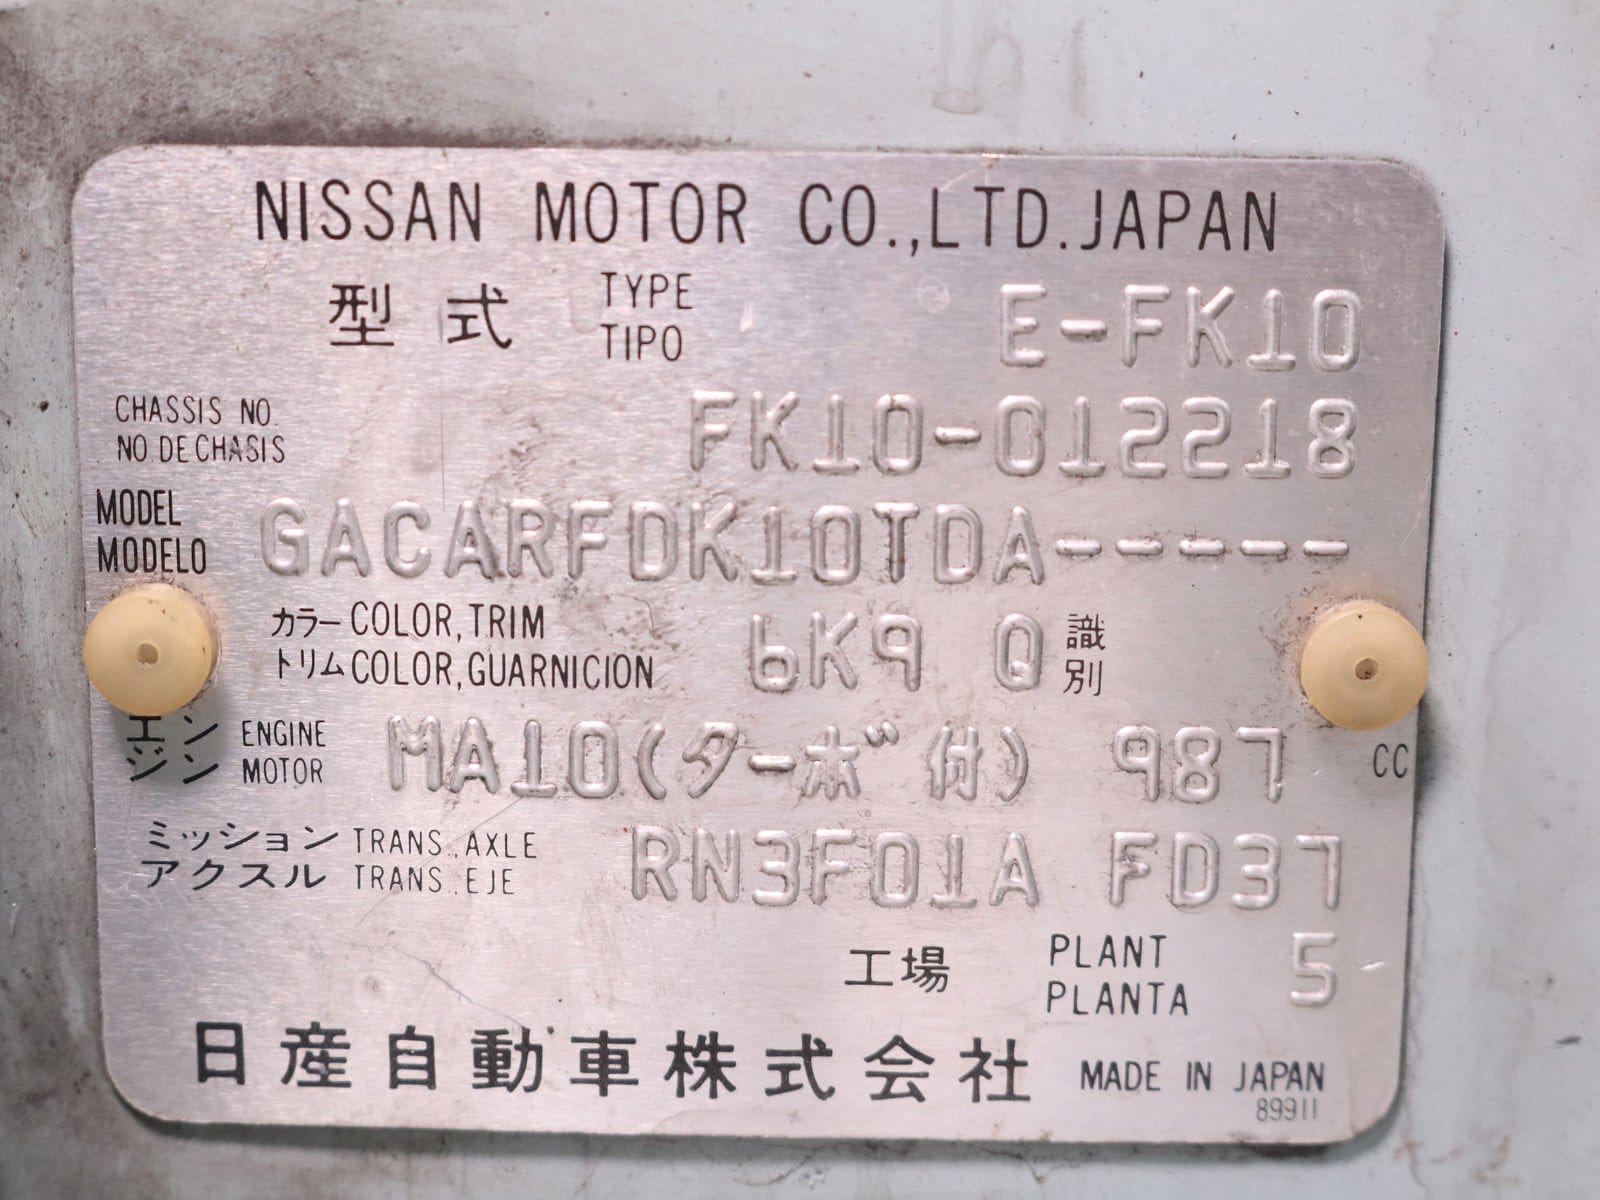 NISSAN MOTOR CO.,LTD.JAPAN
型式 TYPE E-FK10
TIPO
CHASSIS NO. FK10-012218
NO.DE CHASIS
MODEL GACARFDK10TDA-----
MODELO
カラー COLOR,TRIM 6K9 Q 識別
トリム COLOR,GUARNICION
エンジン ENGINE MA10(ターボ付) 987 CC
MOTOR
ミッション TRANS.,AXLE RN3F01A FD37
アクスル TRANS.,EJE
工場 PLANT 5
PLANTA
日産自動車株式会社 MADE IN JAPAN
89911